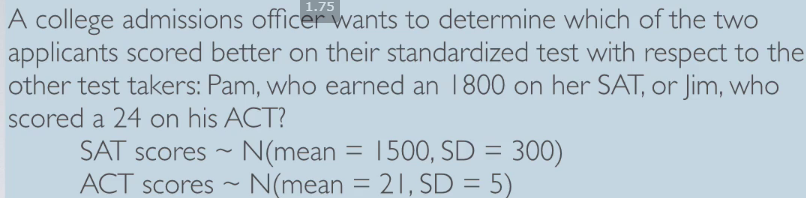 1.75
A college admissions officer wants to determine which of the two
applicants scored better on their standardized test with respect to the
other test takers: Pam, who earned an 1800 on her SAT, or Jim, who
scored a 24 on his ACT?
SAT scores ~ N(mean = 1500, SD = 300)
ACT scores ~ N(mean = 21, SD = 5)